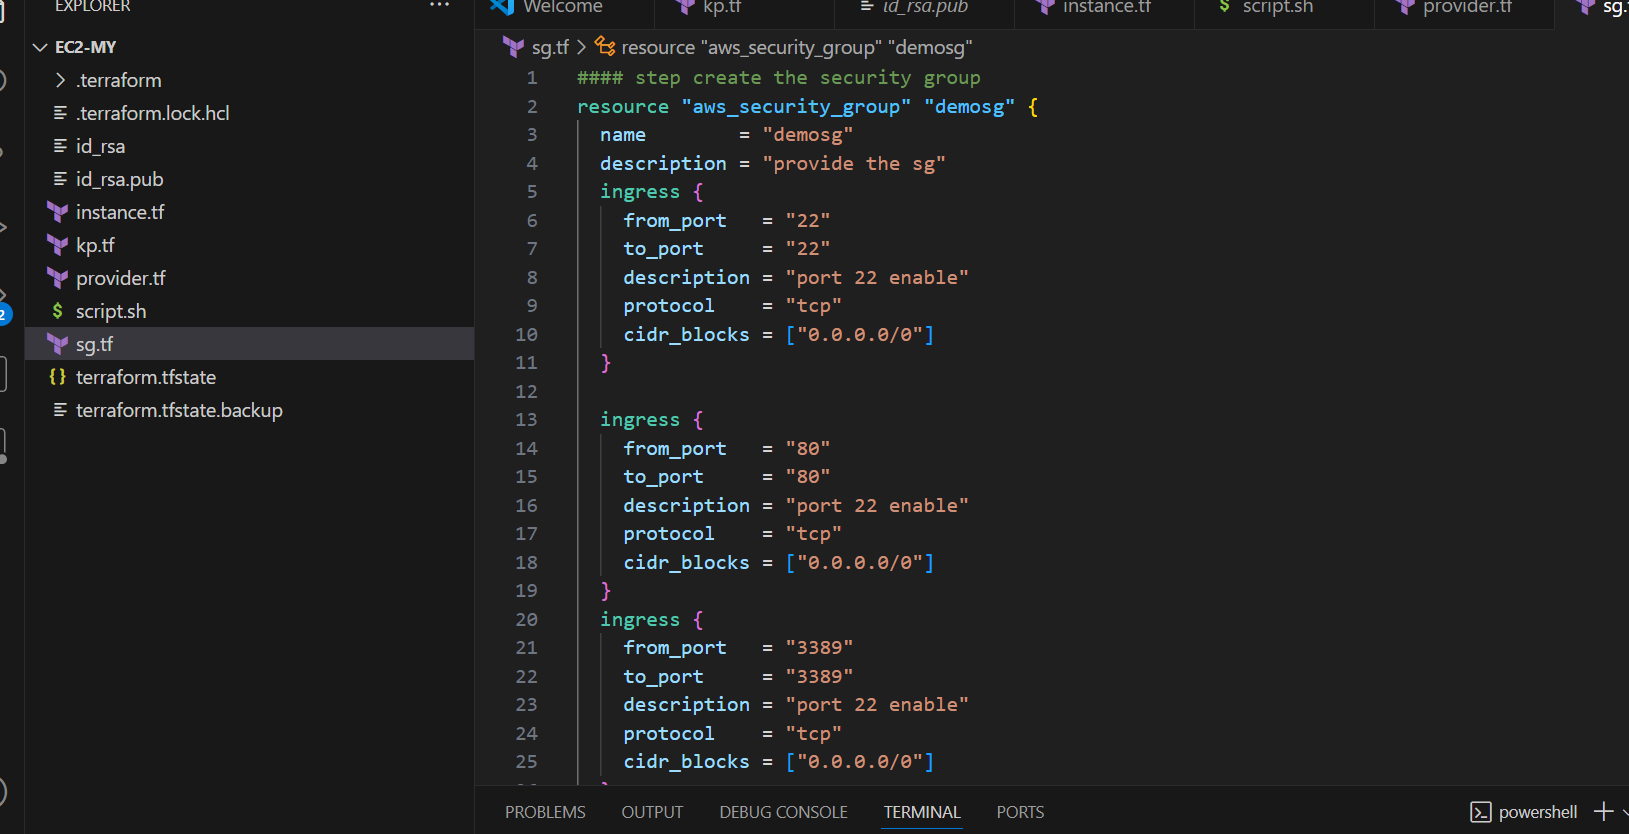 EXPLORER ···
EC2-MY
.terraform
.terraform.lock.hcl
id_rsa
id_rsa.pub
instance.tf
kp.tf
provider.tf
$ script.sh
sg.tf
{} terraform.tfstate
terraform.tfstate.backup
2
Welcome kp.tf id_rsa.pub instance.tf $ script.sh provider.tf sg.
sg.tf > resource "aws_security_group" "demosg"
1 #### step create the security group
2 resource "aws_security_group" "demosg" {
3 name = "demosg"
4 description = "provide the sg"
5 ingress {
6 from_port = "22"
7 to_port = "22"
8 description = "port 22 enable"
9 protocol = "tcp"
10 cidr_blocks = ["0.0.0.0/0"]
11 }
12
13 ingress {
14 from_port = "80"
15 to_port = "80"
16 description = "port 22 enable"
17 protocol = "tcp"
18 cidr_blocks = ["0.0.0.0/0"]
19 }
20 ingress {
21 from_port = "3389"
22 to_port = "3389"
23 description = "port 22 enable"
24 protocol = "tcp"
25 cidr_blocks = ["0.0.0.0/0"]
PROBLEMS OUTPUT DEBUG CONSOLE TERMINAL PORTS powershell +